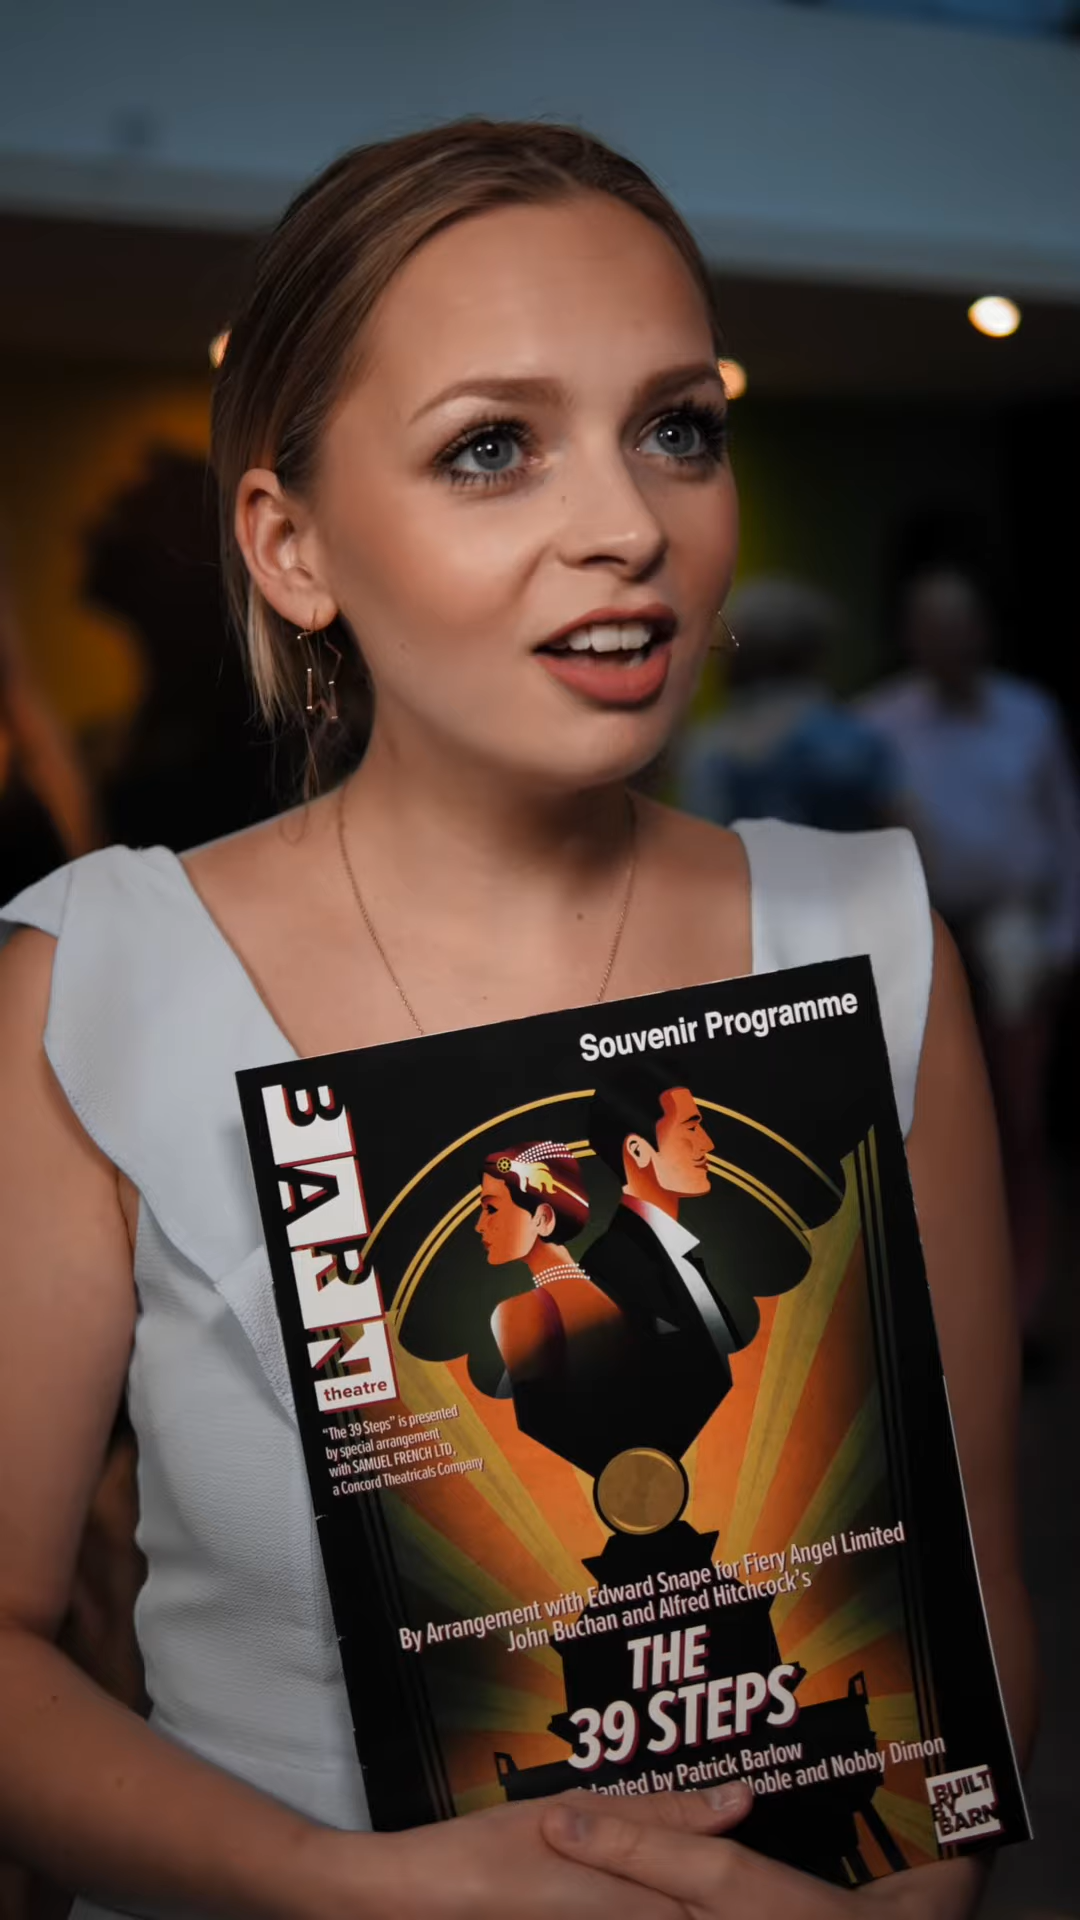 Souvenir Programme
BARN
theatre
"The 39 Steps" is presented
by special arrangement
with SAMUEL FRENCH LTD,
a Concord Theatricals Company
By Arrangement with Edward Snape for Fiery Angel Limited
John Buchan and Alfred Hitchcock's
THE
39 STEPS
by Patrick Barlow
Noble and Nobby Dimon
BUILT
BY
BARN